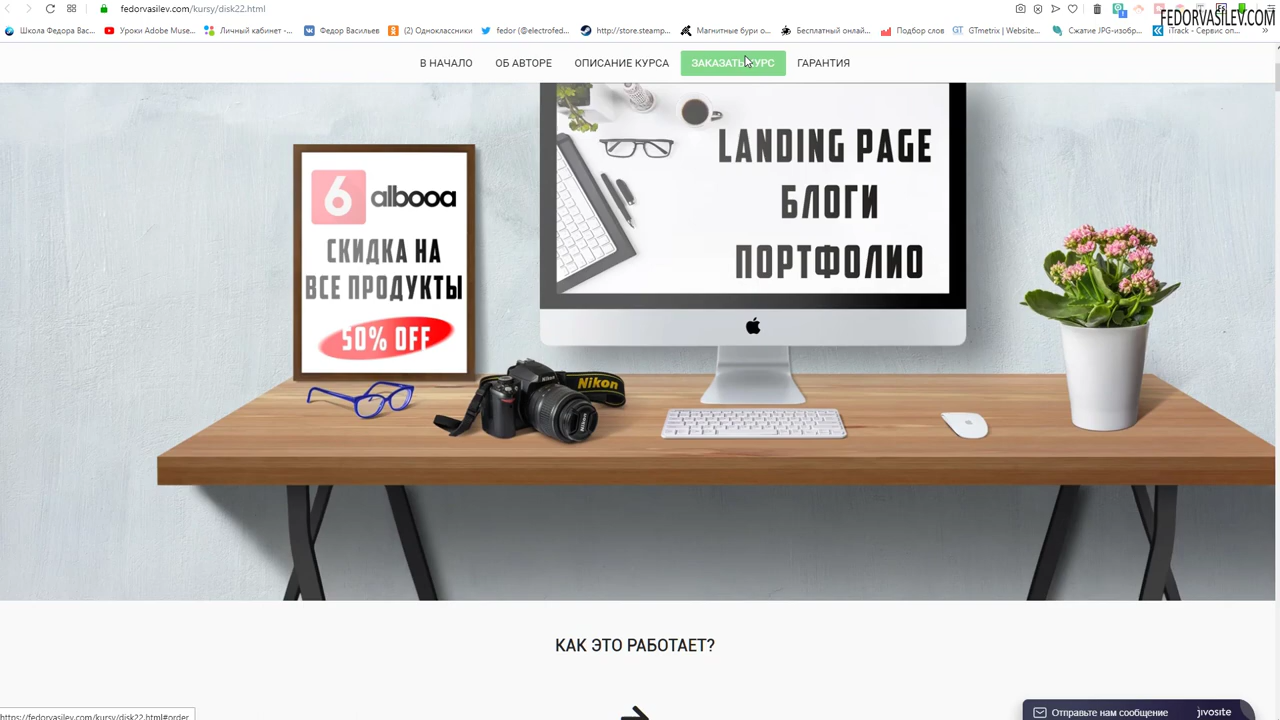 fedorvasilev.com/kursy/disk22.html
FEDORVASILEV.COM
Школа Федора Вас...
Уроки Adobe Muse...
Личный кабинет -...
Федор Васильев
(2) Одноклассники
fedor (@electrofed...
http://store.steamp...
Магнитные бури о...
Бесплатный онлай...
Подбор слов
GTmetrix | Website...
Сжатие JPG-изобр...
iTrack - Сервис оп...
В НАЧАЛО
ОБ АВТОРЕ
ОПИСАНИЕ КУРСА
ЗАКАЗАТЬ КУРС
ГАРАНТИЯ
6 albooa
СКИДКА НА
ВСЕ ПРОДУКТЫ
50% OFF
LANDING PAGE
БЛОГИ
ПОРТФОЛИО
Nikon
КАК ЭТО РАБОТАЕТ?
https://fedorvasilev.com/kursy/disk22.html#order
Отправьте нам сообщение
jivosite